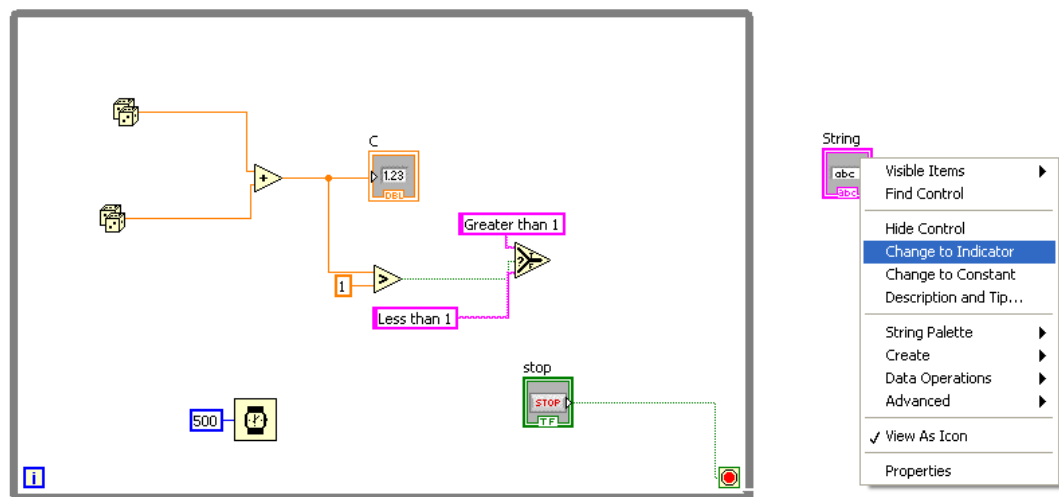 C
1.23
DBL
Greater than 1
+
T
?
F
>
1
Less than 1
stop
STOP
TF
500
i
String
abc
abc
Visible Items
Find Control
Hide Control
Change to Indicator
Change to Constant
Description and Tip...
String Palette
Create
Data Operations
Advanced
View As Icon
Properties